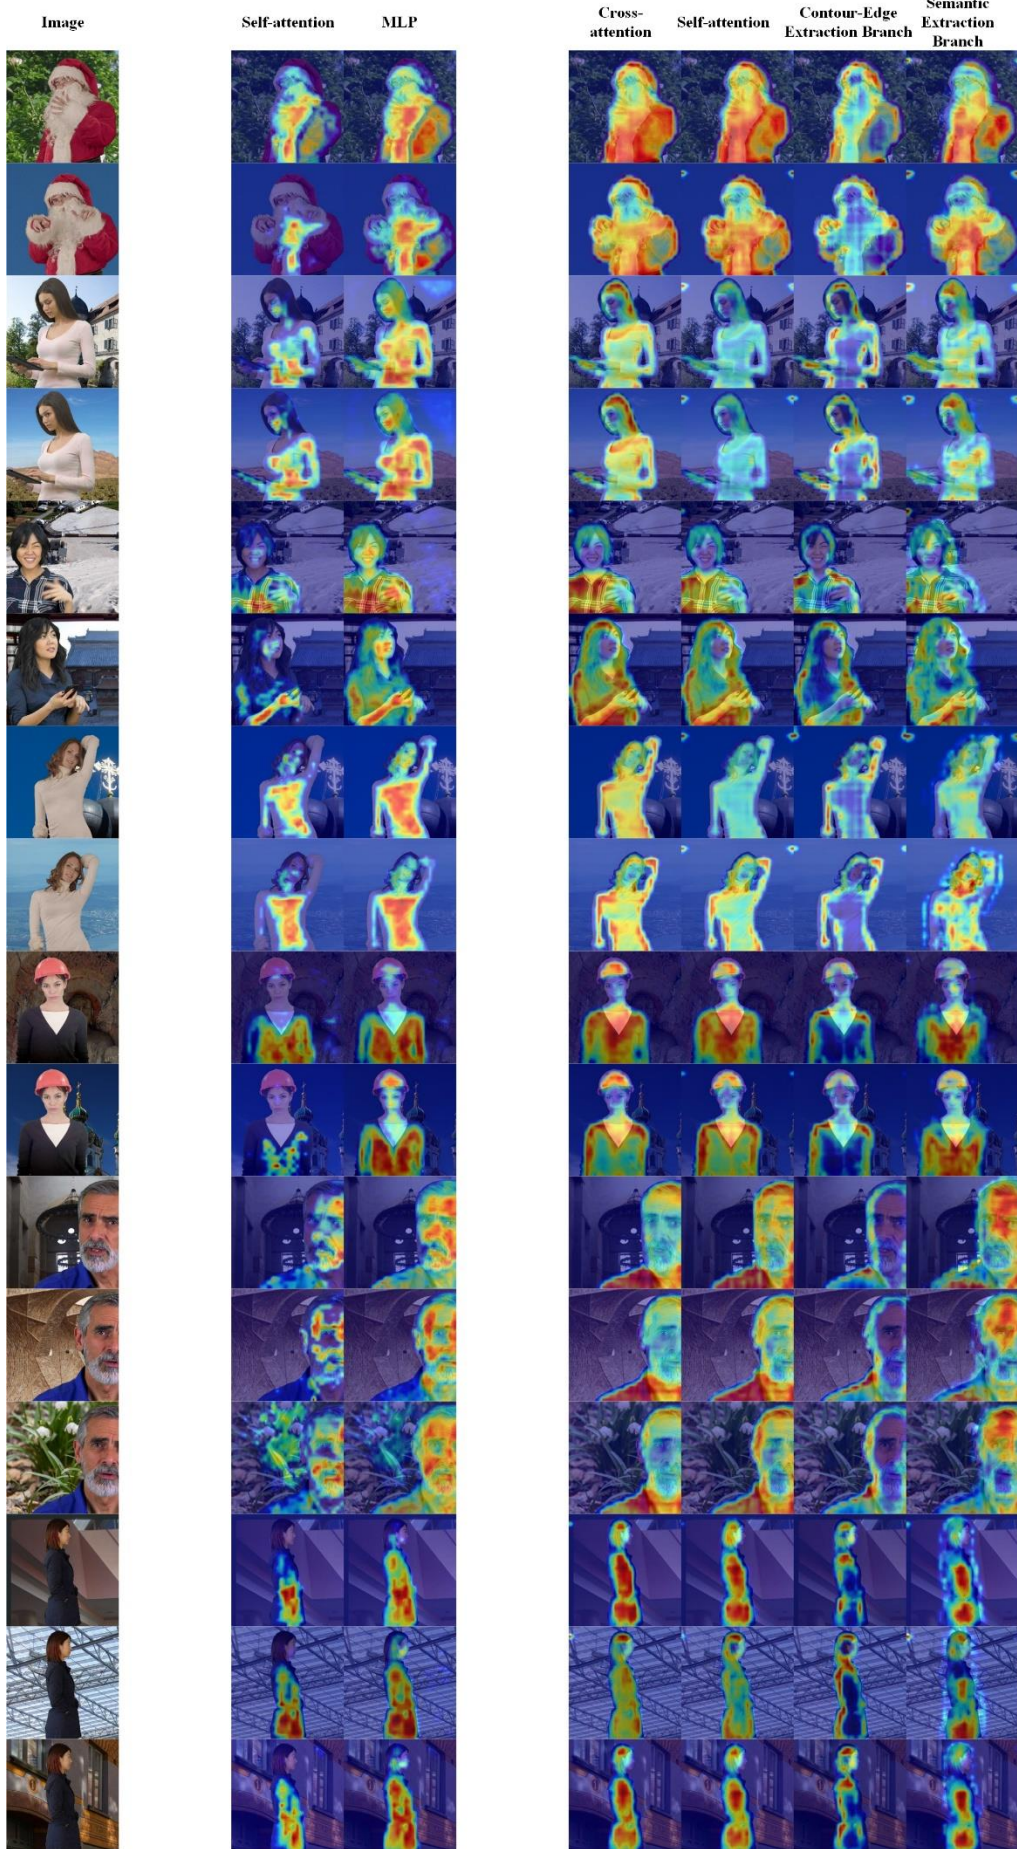 Image
Self-attention
MLP
Cross-
attention
Self-attention
Contour-Edge
Extraction Branch
Semantic
Extraction
Branch